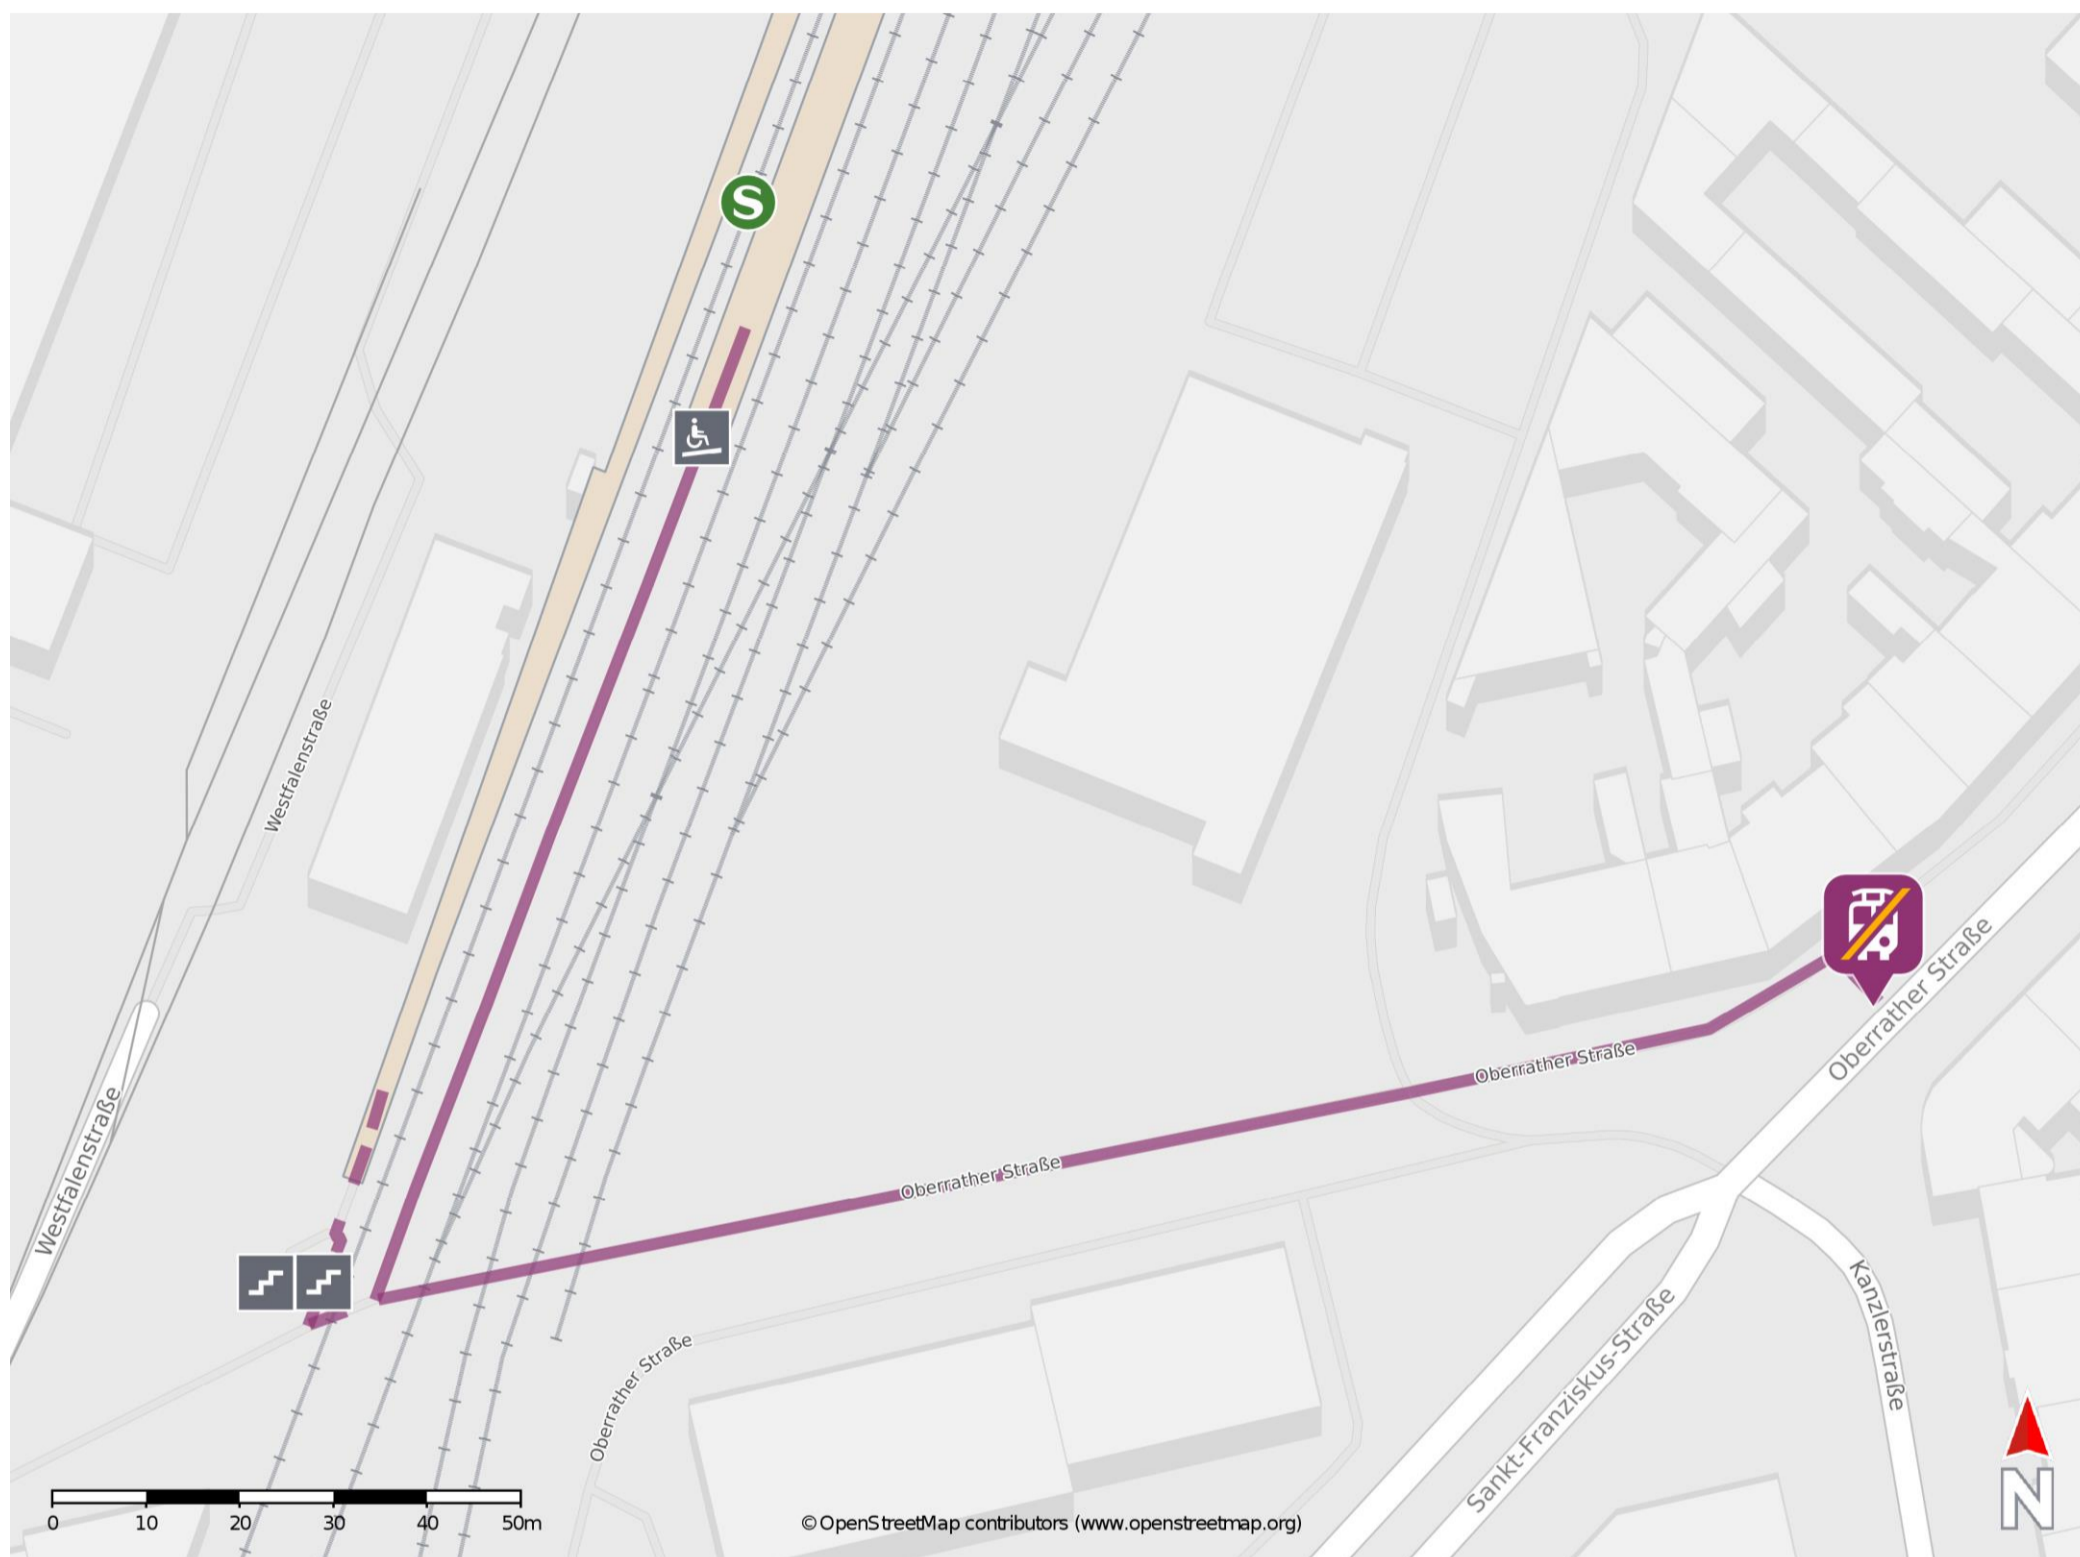 S
Westfalenstraße
Oberrather Straße
Westfalenstraße
Oberrather Straße
Oberrather Straße
Kanzlerstraße
Sankt-Franziskus-Straße
Oberrather Straße
N
0 10 20 30 40 50m
© OpenStreetMap contributors (www.openstreetmap.org)